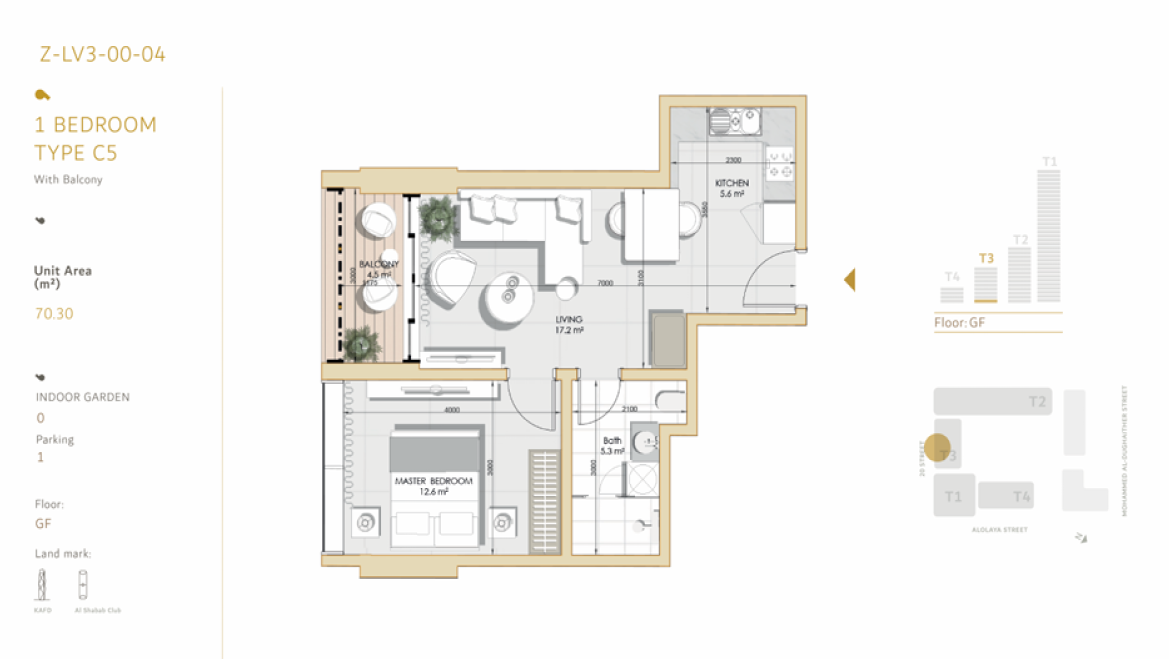 Z-LV3-00-04
1 BEDROOM
TYPE C5
With Balcony
Unit Area
(m²)
70.30
INDOOR GARDEN
0
Parking
1
Floor:
GF
Land mark:
KAFD
Al Shabab Club
2300
KITCHEN
5.6 m²
BALCONY
4.5 m²
3000
3100
7000
LIVING
17.2 m²
4000
2100
Bath
5.3 m²
3000
3000
MASTER BEDROOM
12.6 m²
T1
T2
T3
T4
Floor: GF
T2
T3
T1
T4
20 STREET
MOHAMMED AL-DUGHAITHER STREET
ALOLAYA STREET
N